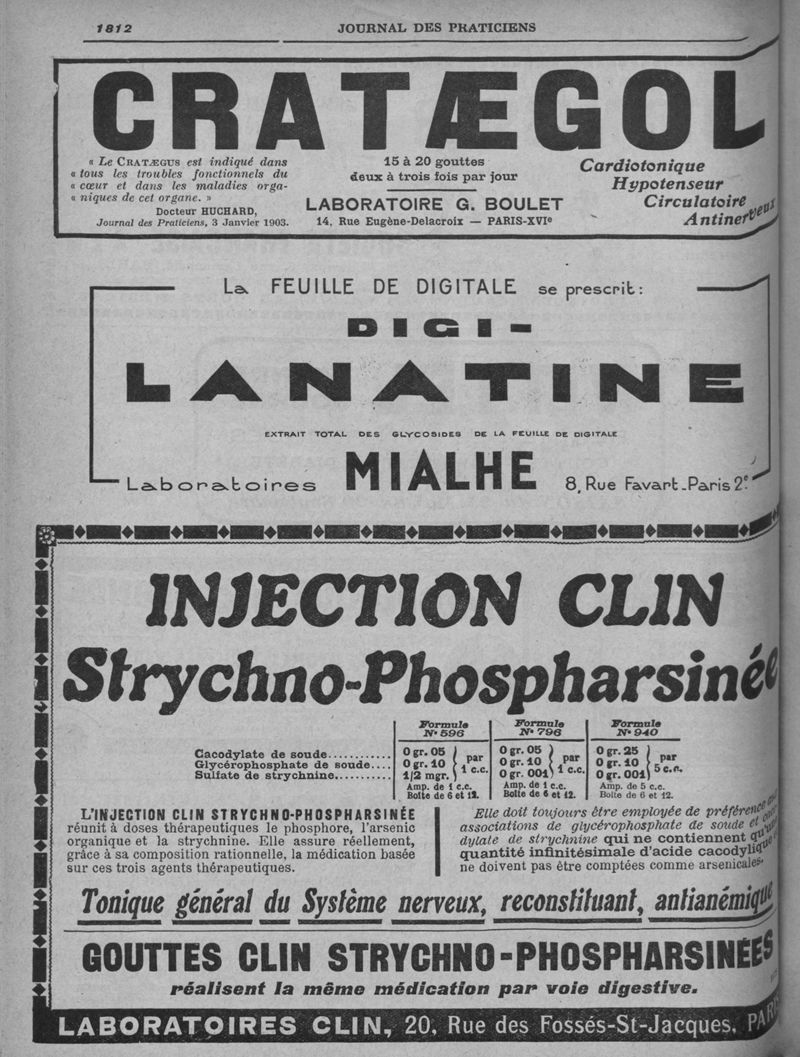 1812
JOURNAL DES PRATICIENS
CRATÆGOL
« Le CRATÆGUS est indiqué dans
« tous les troubles fonctionnels du
« cœur et dans les maladies orga-
« niques de cet organe. »
Docteur HUCHARD,
Journal des Praticiens, 3 Janvier 1903.
15 à 20 gouttes
deux à trois fois par jour
LABORATOIRE G. BOULET
14, Rue Eugène-Delacroix — PARIS-XVIe
Cardiotonique
Hypotenseur
Circulatoire
Antinerveux
La FEUILLE DE DIGITALE se prescrit :
DIGI-
LANATINE
EXTRAIT TOTAL DES GLYCOSIDES DE LA FEUILLE DE DIGITALE
Laboratoires MIALHE 8, Rue Favart-Paris 2e
INJECTION CLIN
Strychno-Phospharsinée
Formule Formule Formule
N° 596 N° 796 N° 940
Cacodylate de soude............ 0 gr. 05 0 gr. 05 0 gr. 25
Glycérophosphate de soude.... 0 gr. 10 par 1 c.c. 0 gr. 10 par 1 c.c. 0 gr. 10 par 5 c.c.
Sulfate de strychnine.......... 1/2 mgr. 0 gr. 001 0 gr. 001
Amp. de 1 c.c. Amp. de 1 c.c. Amp. de 5 c.c.
Boîte de 6 et 12. Boîte de 6 et 12. Boîte de 6 et 12.
L'INJECTION CLIN STRYCHNO-PHOSPHARSINÉE
réunit à doses thérapeutiques le phosphore, l'arsenic
organique et la strychnine. Elle assure réellement,
grâce à sa composition rationnelle, la médication basée
sur ces trois agents thérapeutiques.
Elle doit toujours être employée de préférence
associations de glycérophosphate de soude et
dylate de strychnine qui ne contiennent qu'une
quantité infinitésimale d'acide cacodylique
ne doivent pas être comptées comme arsenicales.
Tonique général du Système nerveux, reconstituant, antianémique
GOUTTES CLIN STRYCHNO-PHOSPHARSINÉES
réalisent la même médication par voie digestive.
LABORATOIRES CLIN, 20, Rue des Fossés-St-Jacques,